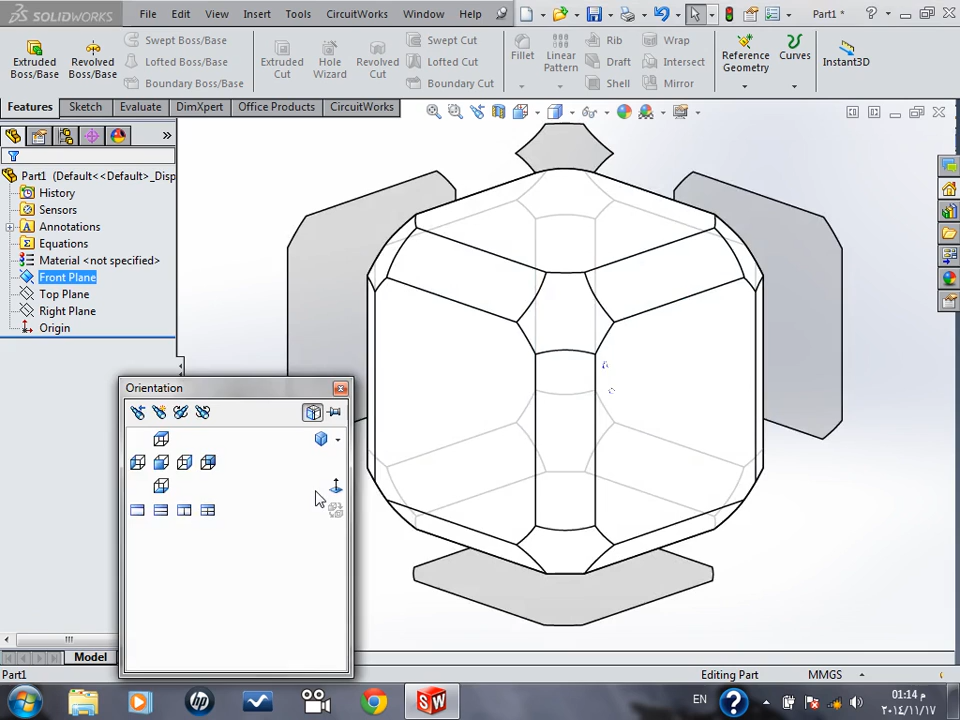 SOLIDWORKS File Edit View Insert Tools CircuitWorks Window Help Part1 *
Extruded Boss/Base
Revolved Boss/Base
Swept Boss/Base
Lofted Boss/Base
Boundary Boss/Base
Extruded Cut
Hole Wizard
Revolved Cut
Swept Cut
Lofted Cut
Boundary Cut
Fillet
Linear Pattern
Rib
Draft
Shell
Wrap
Intersect
Mirror
Reference Geometry
Curves
Instant3D
Features Sketch Evaluate DimXpert Office Products CircuitWorks
Part1 (Default<<Default>_Disp
History
Sensors
Annotations
Equations
Material <not specified>
Front Plane
Top Plane
Right Plane
Origin
Orientation
Model
Part1 Editing Part MMGS
EN
01:14 م
٢٠١٤/١١/١٧